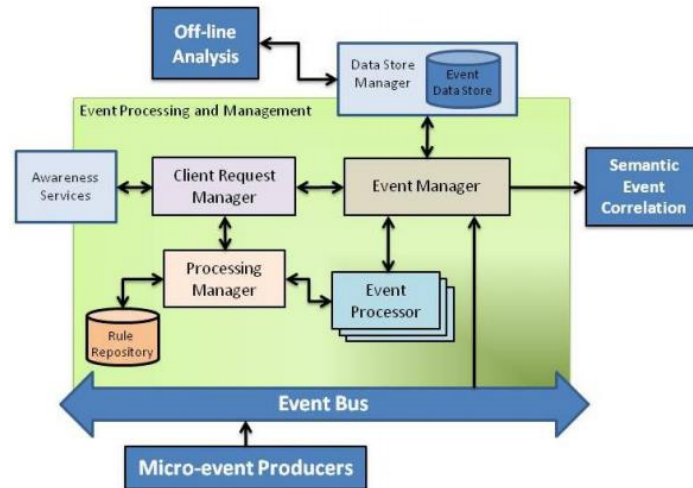 Off-line
Analysis
Data Store
Manager
Event
Data Store
Event Processing and Management
Awareness
Services
Client Request
Manager
Event Manager
Semantic
Event
Correlation
Processing
Manager
Event
Processor
Rule
Repository
Event Bus
Micro-event Producers